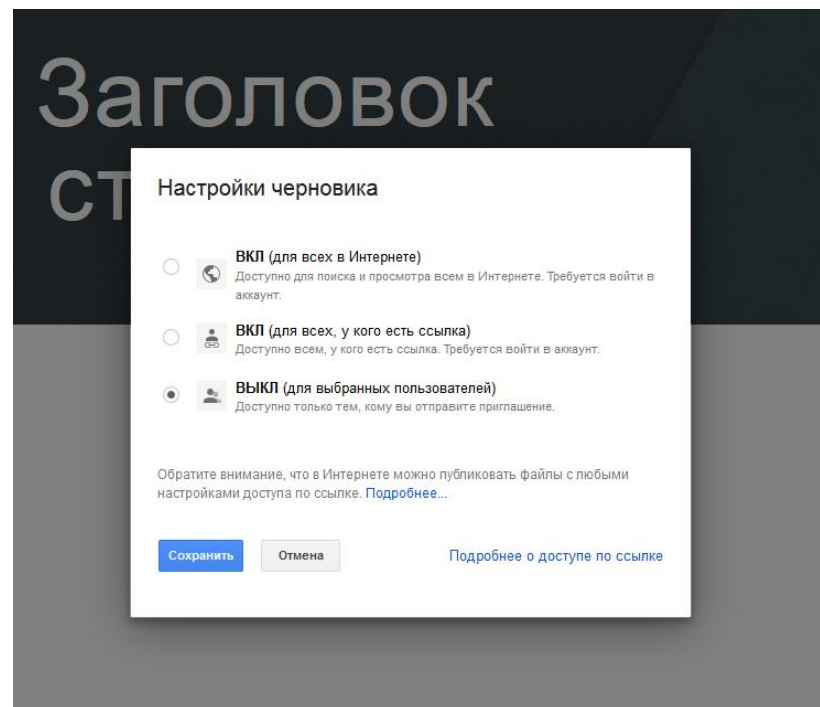 Заголовок
ст
Настройки черновика
ВКЛ (для всех в Интернете)
Доступно для поиска и просмотра всем в Интернете. Требуется войти в
аккаунт.
ВКЛ (для всех, у кого есть ссылка)
Доступно всем, у кого есть ссылка. Требуется войти в аккаунт.
ВЫКЛ (для выбранных пользователей)
Доступно только тем, кому вы отправите приглашение.
Обратите внимание, что в Интернете можно публиковать файлы с любыми
настройками доступа по ссылке. Подробнее...
Сохранить Отмена Подробнее о доступе по ссылке